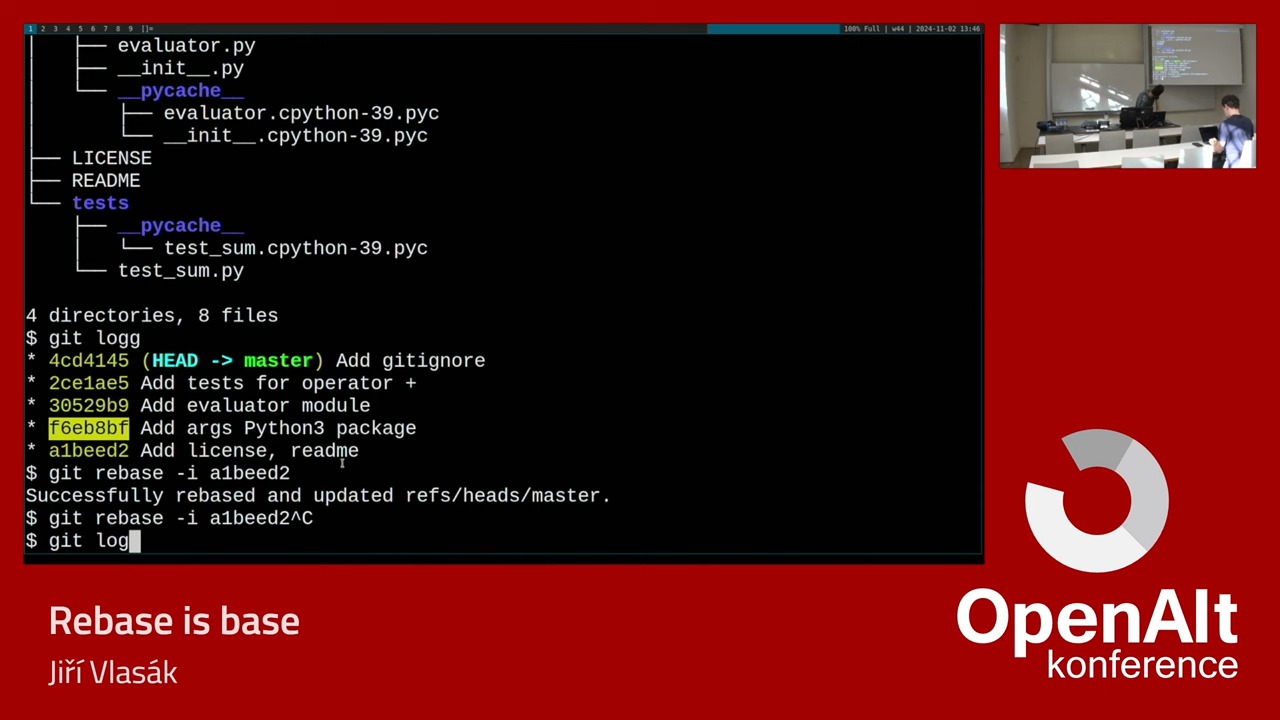 1 2 3 4 5 6 7 8 9 []=
100% Full | w44 | 2024-11-02 13:46
│   ├── evaluator.py
│   ├── __init__.py
│   └── __pycache__
│       ├── evaluator.cpython-39.pyc
│       └── __init__.cpython-39.pyc
├── LICENSE
├── README
└── tests
    ├── __pycache__
    │   └── test_sum.cpython-39.pyc
    └── test_sum.py
4 directories, 8 files
$ git logg
* 4cd4145 (HEAD -> master) Add gitignore
* 2ce1ae5 Add tests for operator +
* 30529b9 Add evaluator module
* f6eb8bf Add args Python3 package
* a1beed2 Add license, readme
$ git rebase -i a1beed2
Successfully rebased and updated refs/heads/master.
$ git rebase -i a1beed2^C
$ git log
Rebase is base
Jiří Vlasák
OpenAlt
konference